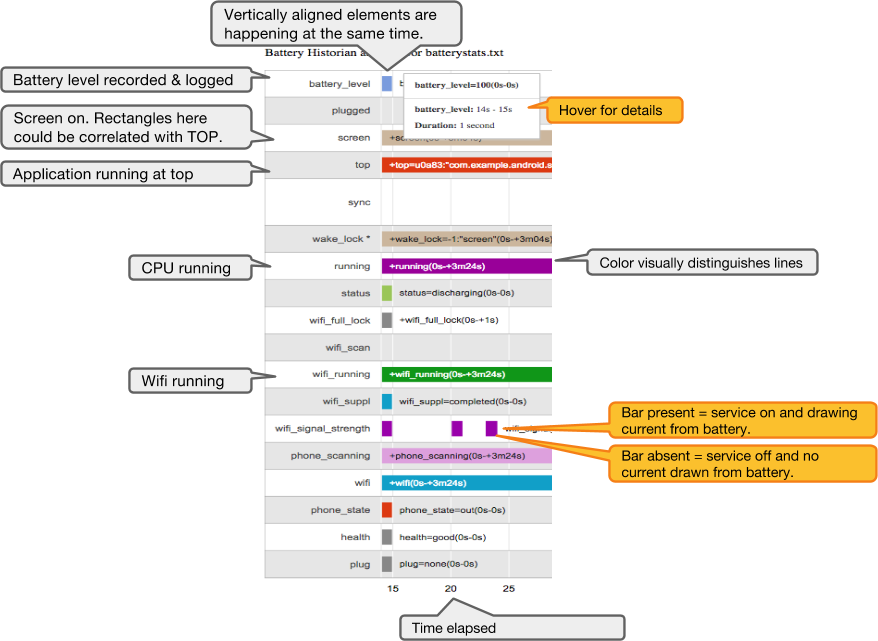 Vertically aligned elements are
happening at the same time.
Battery Historian a or batterystats.txt
Battery level recorded & logged
battery_level
battery_level=100(0s-0s)
plugged
battery_level: 14s - 15s
Duration: 1 second
Hover for details
Screen on. Rectangles here
could be correlated with TOP.
screen
Application running at top
top
+top=u0a83:"com.example.android.s
sync
wake_lock *
+wake_lock=-1:"screen"(0s-+3m04s)
CPU running
running
+running(0s-+3m24s)
Color visually distinguishes lines
status
status=discharging(0s-0s)
wifi_full_lock
+wifi_full_lock(0s-+1s)
wifi_scan
Wifi running
wifi_running
+wifi_running(0s-+3m24s)
wifi_suppl
wifi_suppl=completed(0s-0s)
wifi_signal_strength
Bar present = service on and drawing
current from battery.
Bar absent = service off and no
current drawn from battery.
phone_scanning
+phone_scanning(0s-+3m24s)
wifi
+wifi(0s-+3m24s)
phone_state
phone_state=out(0s-0s)
health
health=good(0s-0s)
plug
plug=none(0s-0s)
15 20 25
Time elapsed